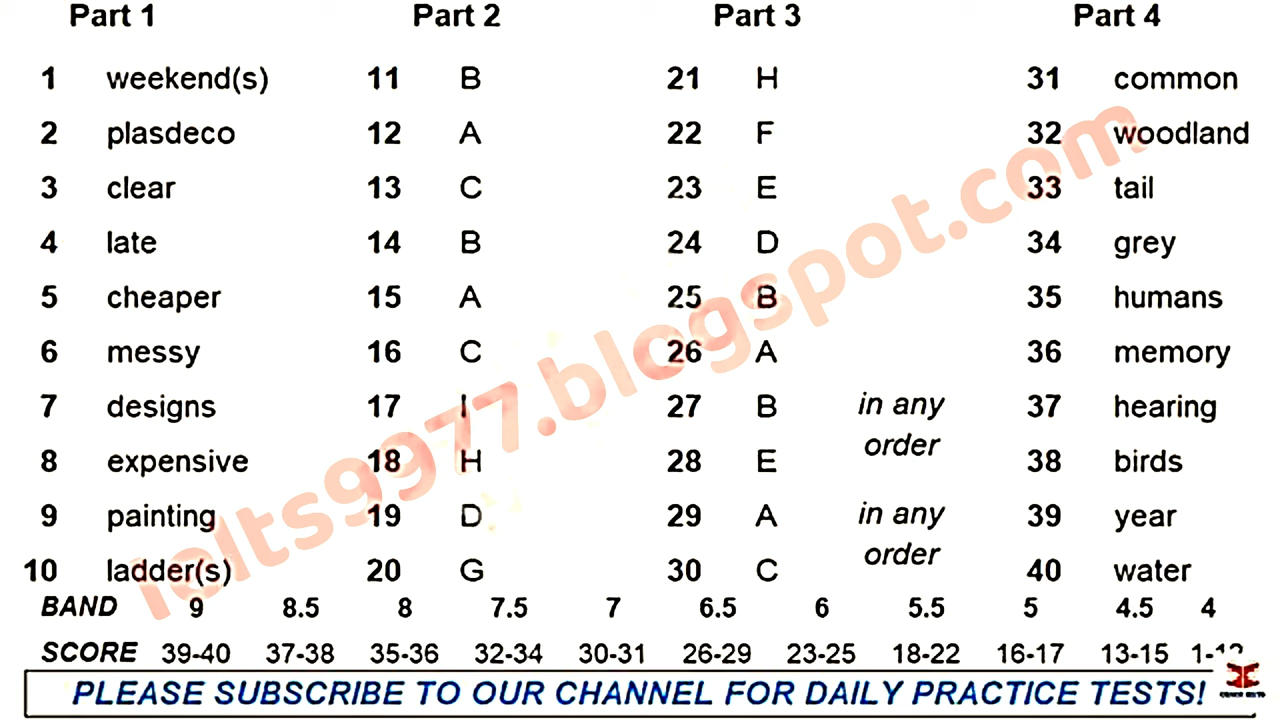 Part 1 Part 2 Part 3 Part 4
1 weekend(s) 11 B 21 H 31 common
2 plasdeco 12 A 22 F 32 woodland
3 clear 13 C 23 E 33 tail
4 late 14 B 24 D 34 grey
5 cheaper 15 A 25 B 35 humans
6 messy 16 C 26 A 36 memory
7 designs 17 I 27 B in any 37 hearing
order
8 expensive 18 H 28 E 38 birds
9 painting 19 D 29 A in any 39 year
order
10 ladder(s) 20 G 30 C 40 water
BAND 9 8.5 8 7.5 7 6.5 6 5.5 5 4.5 4
SCORE 39-40 37-38 35-36 32-34 30-31 26-29 23-25 18-22 16-17 13-15 1-12
PLEASE SUBSCRIBE TO OUR CHANNEL FOR DAILY PRACTICE TESTS!
ielts9977.blogspot.com